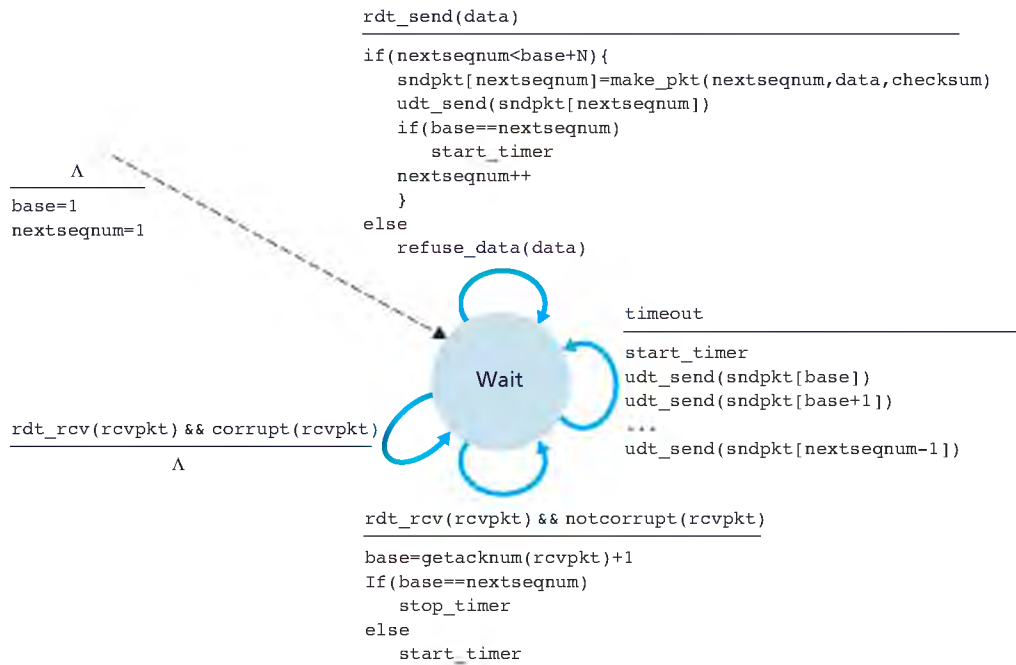 rdt_send(data)
if(nextseqnum<base+N){
sndpkt[nextseqnum]=make_pkt(nextseqnum,data,checksum)
udt_send(sndpkt[nextseqnum])
if(base==nextseqnum)
start_timer
nextseqnum++
}
else
refuse_data(data)
Λ
base=1
nextseqnum=1
Wait
timeout
start_timer
udt_send(sndpkt[base])
udt_send(sndpkt[base+1])
...
udt_send(sndpkt[nextseqnum-1])
rdt_rcv(rcvpkt) && corrupt(rcvpkt)
Λ
rdt_rcv(rcvpkt) && notcorrupt(rcvpkt)
base=getacknum(rcvpkt)+1
If(base==nextseqnum)
stop_timer
else
start_timer